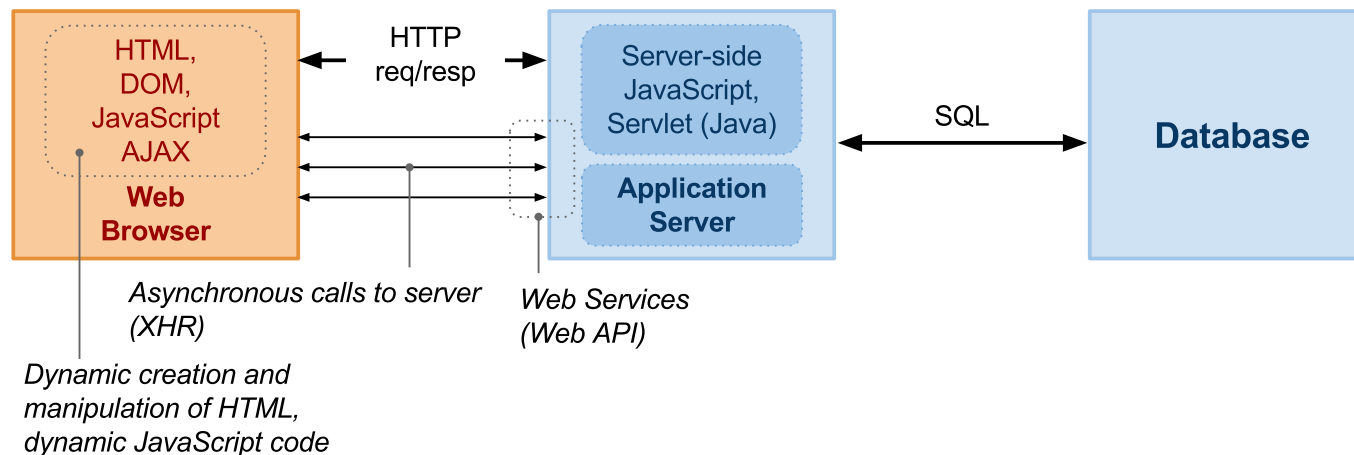 HTML,
DOM,
JavaScript
AJAX
Web
Browser
HTTP
req/resp
Server-side
JavaScript,
Servlet (Java)
Application
Server
SQL
Database
Asynchronous calls to server
(XHR)
Web Services
(Web API)
Dynamic creation and
manipulation of HTML,
dynamic JavaScript code